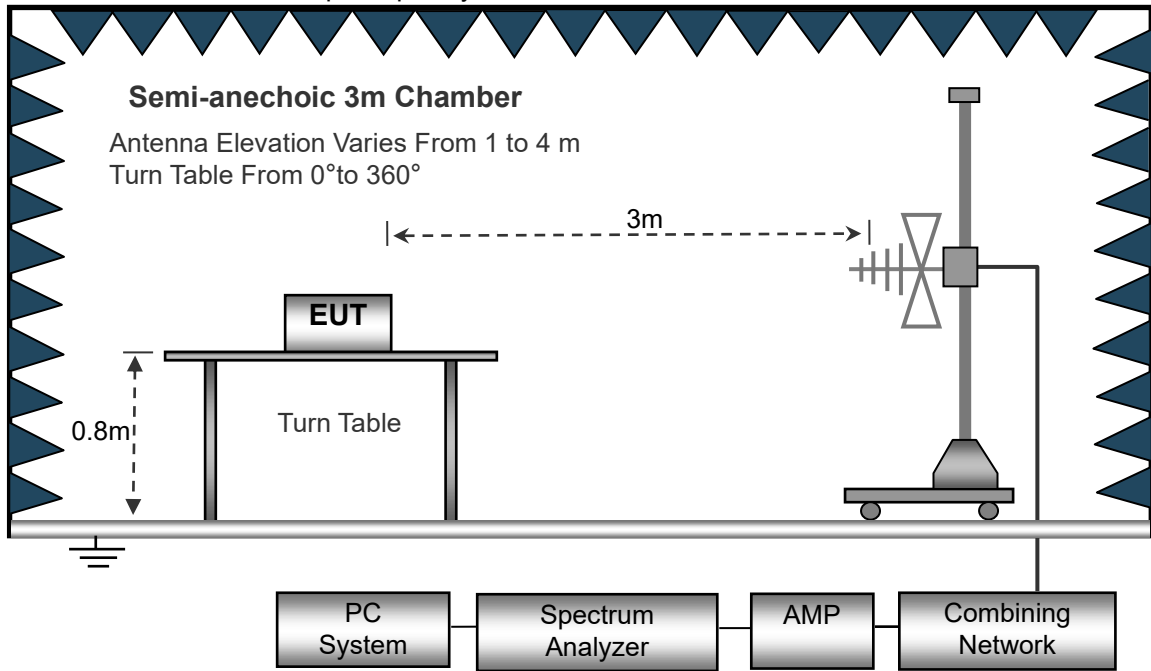 Semi-anechoic 3m Chamber
Antenna Elevation Varies From 1 to 4 m
Turn Table From 0°to 360°
3m
EUT
0.8m
Turn Table
PC
System
Spectrum
Analyzer
AMP
Combining
Network